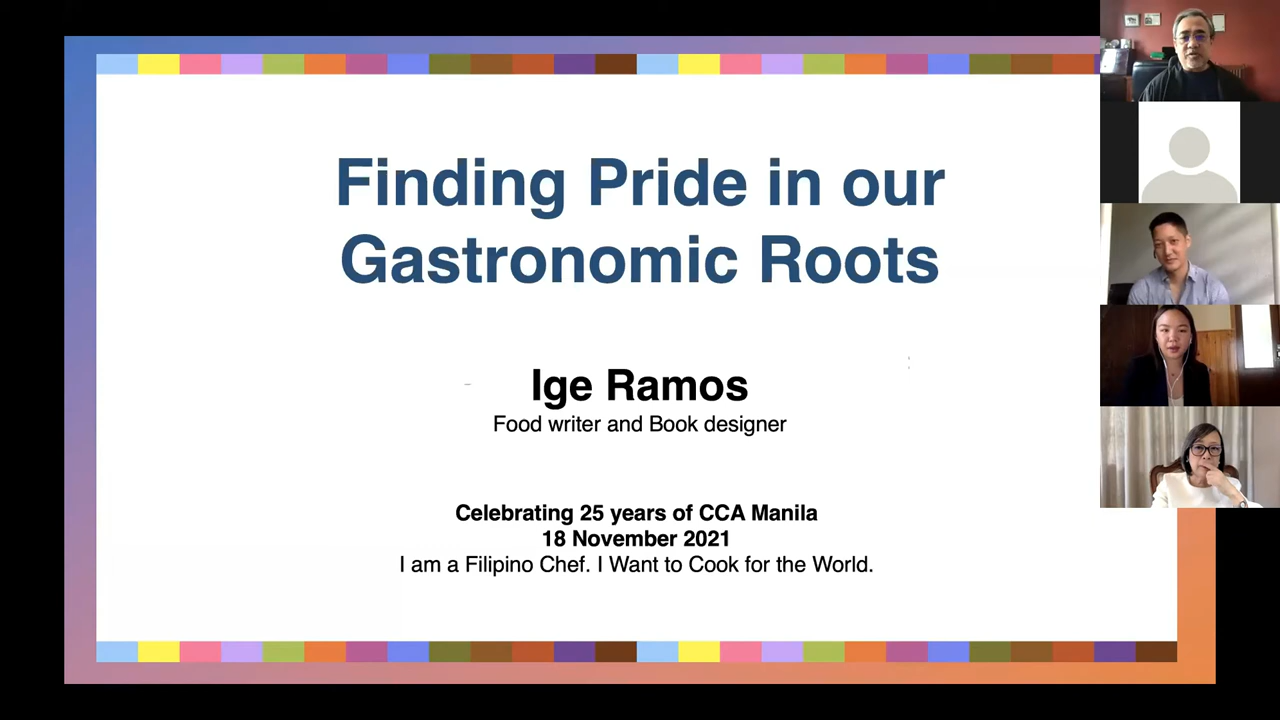 Finding Pride in our
Gastronomic Roots
Ige Ramos
Food writer and Book designer
Celebrating 25 years of CCA Manila
18 November 2021
I am a Filipino Chef. I Want to Cook for the World.